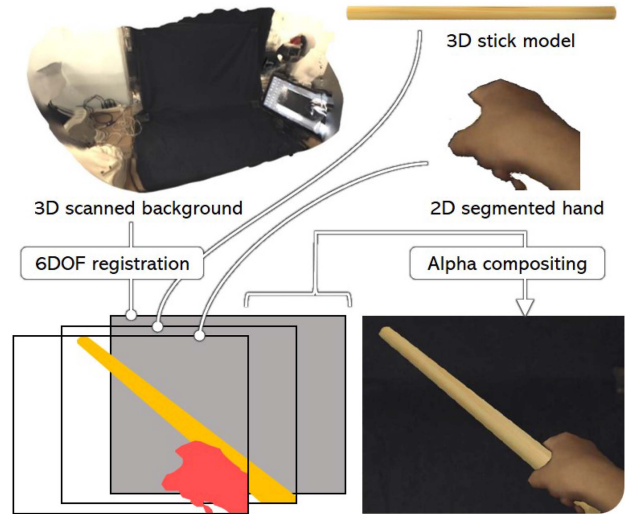 3D stick model
3D scanned background
2D segmented hand
6DOF registration
Alpha compositing